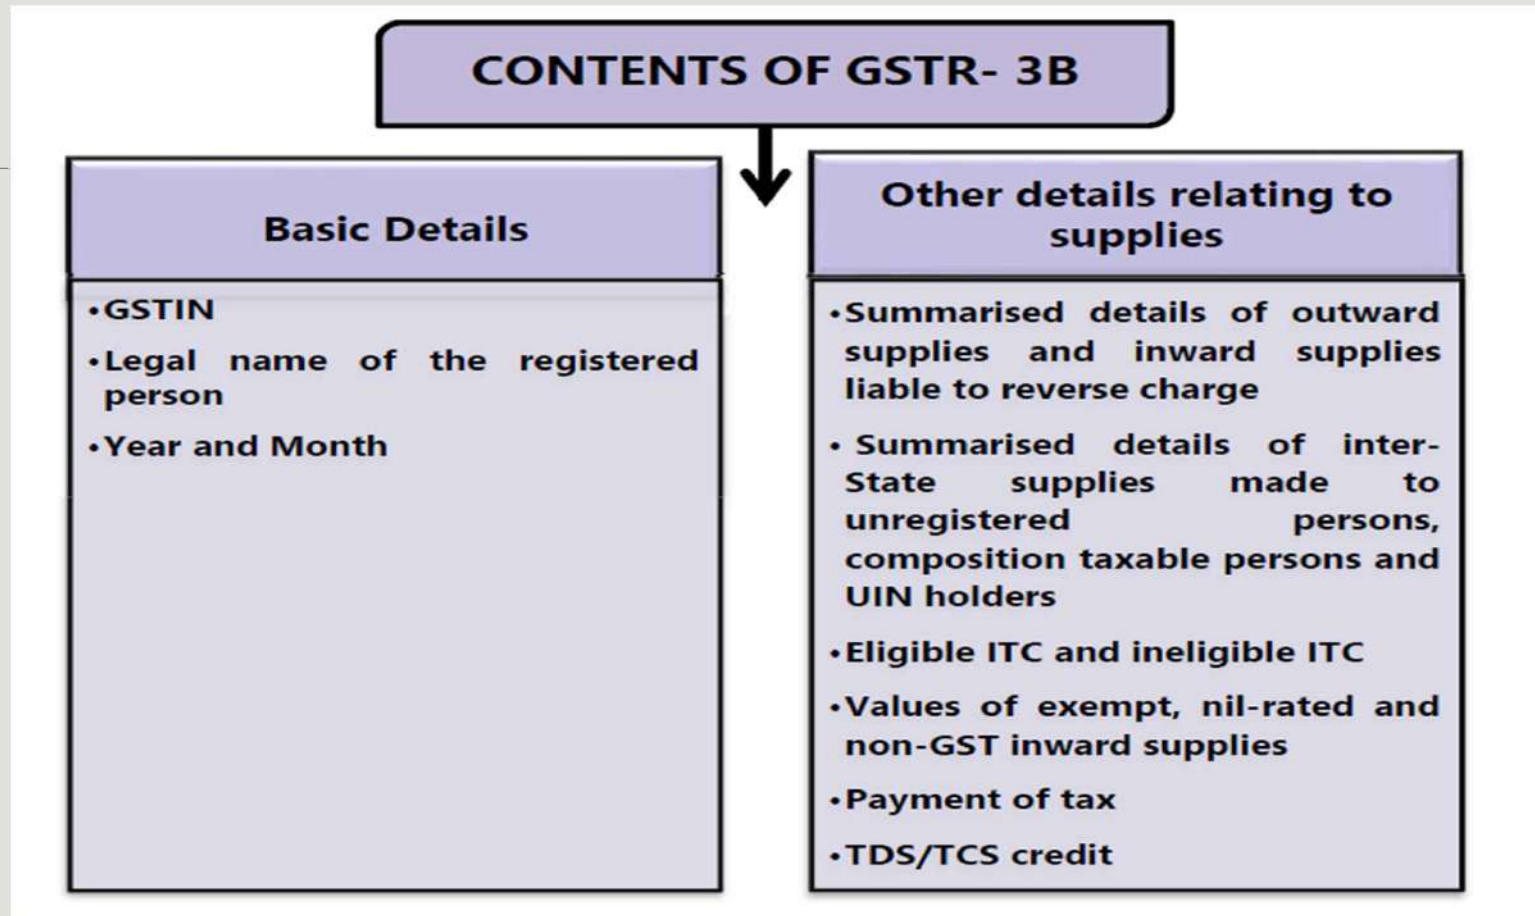 CONTENTS OF GSTR- 3B
Basic Details
•GSTIN
•Legal name of the registered
person
•Year and Month
Other details relating to
supplies
•Summarised details of outward
supplies and inward supplies
liable to reverse charge
• Summarised details of inter-
State supplies made to
unregistered persons,
composition taxable persons and
UIN holders
•Eligible ITC and ineligible ITC
•Values of exempt, nil-rated and
non-GST inward supplies
•Payment of tax
•TDS/TCS credit